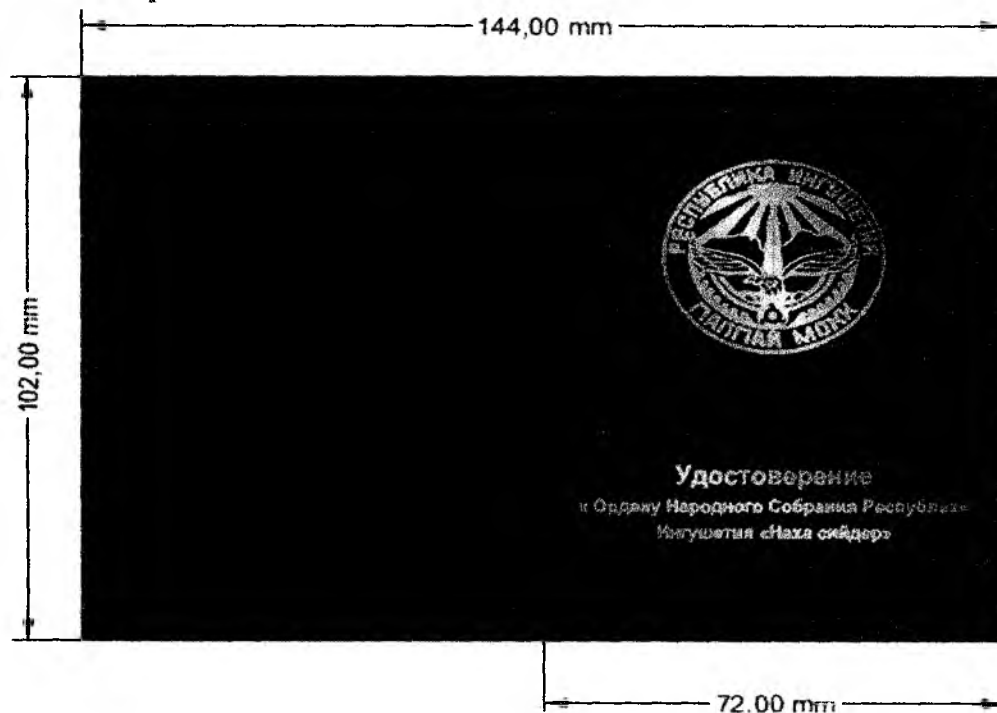 144,00 mm
102,00 mm
РЕСПУБЛИКА ИНГУШЕТИЯ
ГIАЛГIАЙ МОХК
Удостоверение
к Ордену Народного Собрания Республики
Ингушетия «Наха сийдер»
72,00 mm